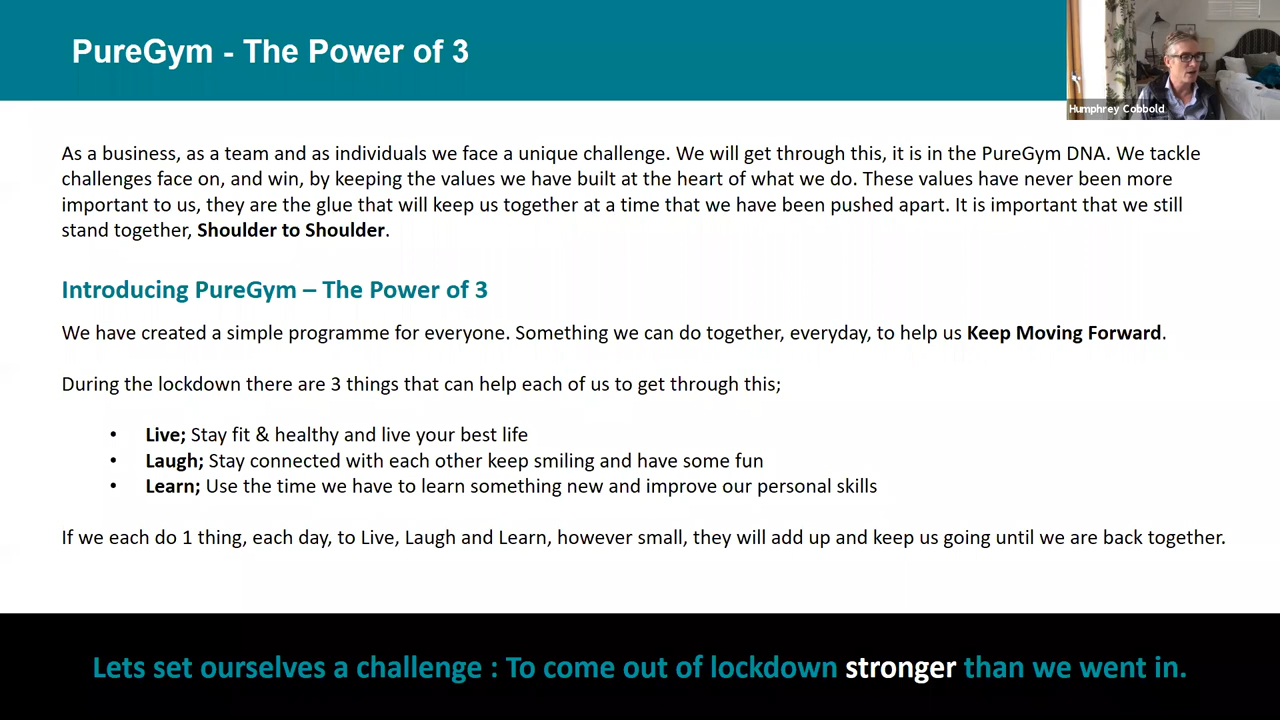 PureGym - The Power of 3
Humphrey Cobbold
As a business, as a team and as individuals we face a unique challenge. We will get through this, it is in the PureGym DNA. We tackle
challenges face on, and win, by keeping the values we have built at the heart of what we do. These values have never been more
important to us, they are the glue that will keep us together at a time that we have been pushed apart. It is important that we still
stand together, Shoulder to Shoulder.
Introducing PureGym – The Power of 3
We have created a simple programme for everyone. Something we can do together, everyday, to help us Keep Moving Forward.
During the lockdown there are 3 things that can help each of us to get through this;
• Live; Stay fit & healthy and live your best life
• Laugh; Stay connected with each other keep smiling and have some fun
• Learn; Use the time we have to learn something new and improve our personal skills
If we each do 1 thing, each day, to Live, Laugh and Learn, however small, they will add up and keep us going until we are back together.
Lets set ourselves a challenge : To come out of lockdown stronger than we went in.